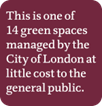 This is one of
14 green spaces
managed by the
City of London at
little cost to the
general public.